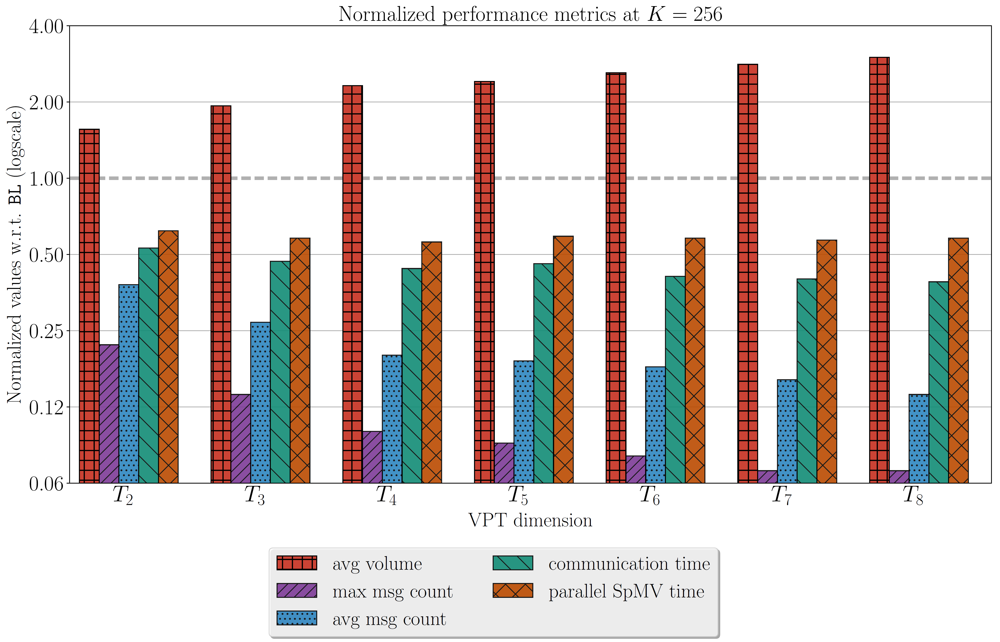 Normalized performance metrics at K = 256
Normalized values w.r.t. BL (logscale)
4.00
2.00
1.00
0.50
0.25
0.12
0.06
T₂ T₃ T₄ T₅ T₆ T₇ T₈
VPT dimension
avg volume
max msg count
avg msg count
communication time
parallel SpMV time